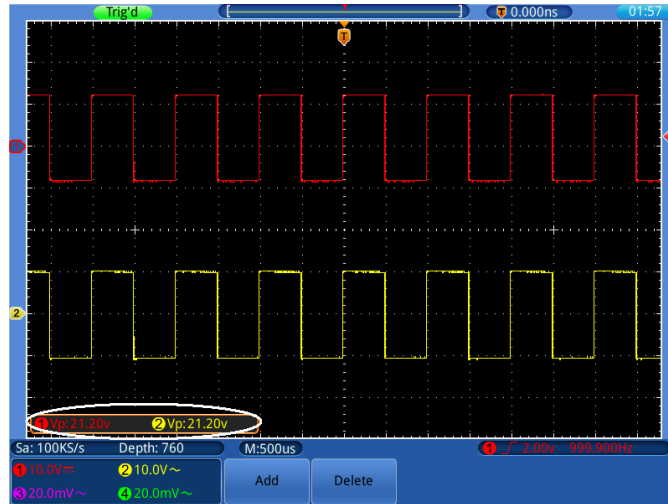 Trig'd [ ] T 0.000ns 01:57
T
1
2
1 Vp:21.20v 2 Vp:21.20v
Sa: 100KS/s Depth: 760 M:500us 1 2.00v 999.900Hz
1 10.0V 2 10.0V~
3 20.0mV~ 4 20.0mV~
Add Delete